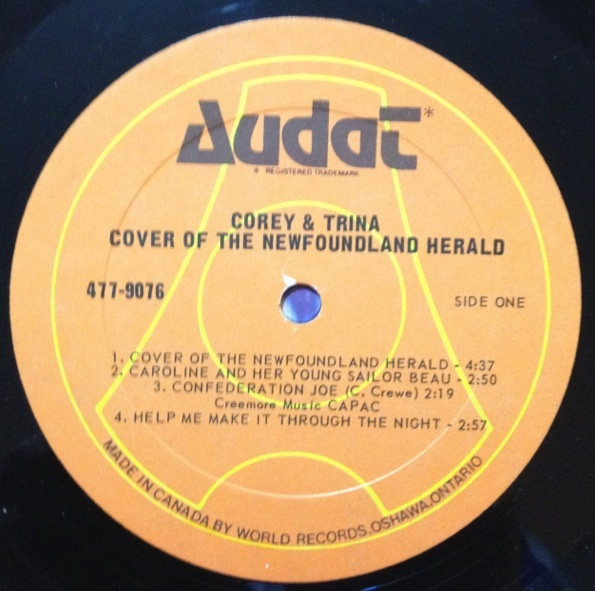 Audat*
* REGISTERED TRADEMARK
COREY & TRINA
COVER OF THE NEWFOUNDLAND HERALD
477-9076
SIDE ONE
1. COVER OF THE NEWFOUNDLAND HERALD - 4:37
2. CAROLINE AND HER YOUNG SAILOR BEAU - 2:50
3. CONFEDERATION JOE (C. Crewe) 2:19
Creemore Music CAPAC
4. HELP ME MAKE IT THROUGH THE NIGHT - 2:57
MADE IN CANADA BY WORLD RECORDS.OSHAWA.ONTARIO